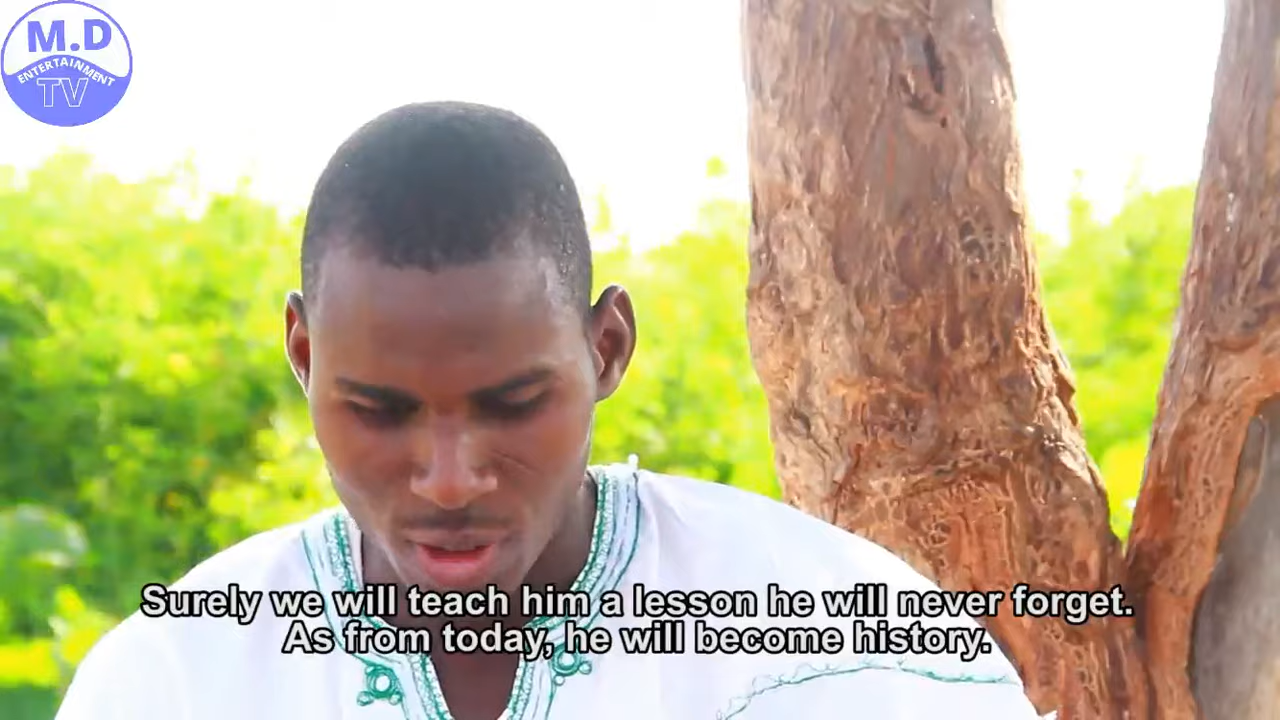 M.D
ENTERTAINMENT
TV
Surely we will teach him a lesson he will never forget.
As from today, he will become history.